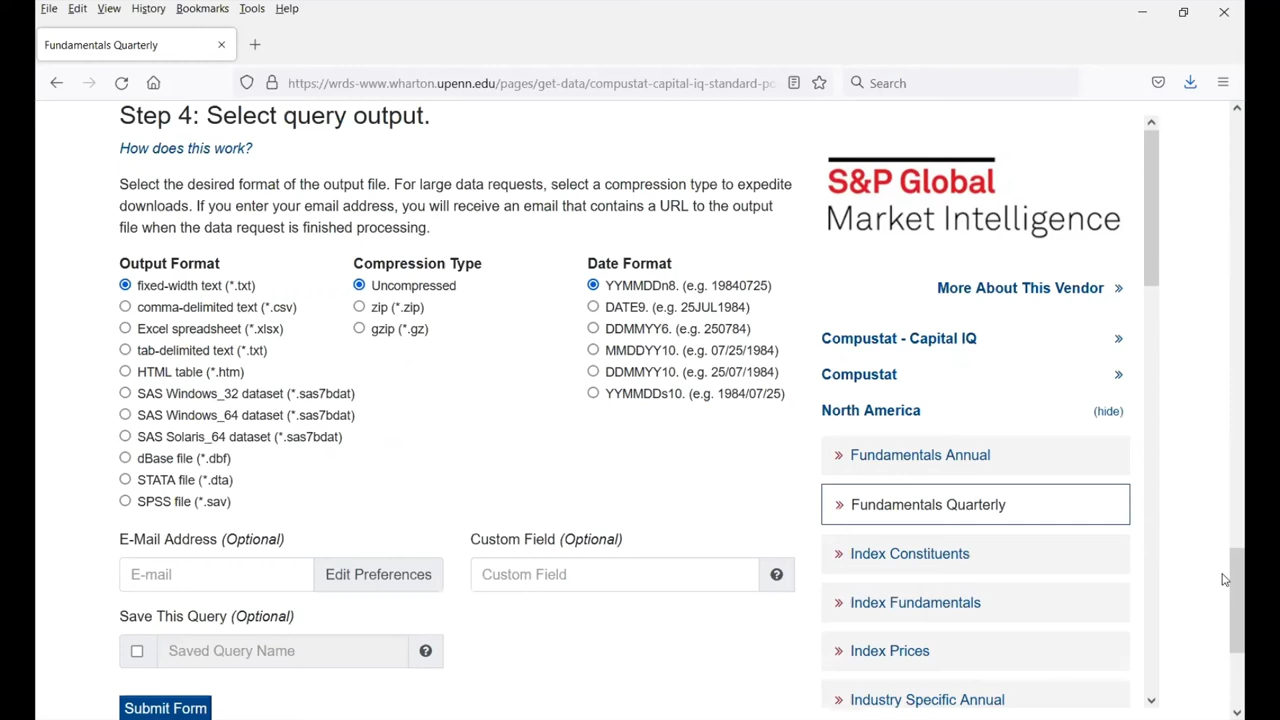 File Edit View History Bookmarks Tools Help
Fundamentals Quarterly
https://wrds-www.wharton.upenn.edu/pages/get-data/compustat-capital-iq-standard-po
Search
Step 4: Select query output.
How does this work?
Select the desired format of the output file. For large data requests, select a compression type to expedite
downloads. If you enter your email address, you will receive an email that contains a URL to the output
file when the data request is finished processing.
Output Format
fixed-width text (*.txt)
comma-delimited text (*.csv)
Excel spreadsheet (*.xlsx)
tab-delimited text (*.txt)
HTML table (*.htm)
SAS Windows_32 dataset (*.sas7bdat)
SAS Windows_64 dataset (*.sas7bdat)
SAS Solaris_64 dataset (*.sas7bdat)
dBase file (*.dbf)
STATA file (*.dta)
SPSS file (*.sav)
Compression Type
Uncompressed
zip (*.zip)
gzip (*.gz)
Date Format
YYMMDDn8. (e.g. 19840725)
DATE9. (e.g. 25JUL1984)
DDMMYY6. (e.g. 250784)
MMDDYY10. (e.g. 07/25/1984)
DDMMYY10. (e.g. 25/07/1984)
YYMMDDs10. (e.g. 1984/07/25)
E-Mail Address (Optional)
E-mail
Edit Preferences
Custom Field (Optional)
Custom Field
Save This Query (Optional)
Saved Query Name
Submit Form
S&P Global
Market Intelligence
More About This Vendor »
Compustat - Capital IQ »
Compustat »
North America (hide)
» Fundamentals Annual
» Fundamentals Quarterly
» Index Constituents
» Index Fundamentals
» Index Prices
» Industry Specific Annual